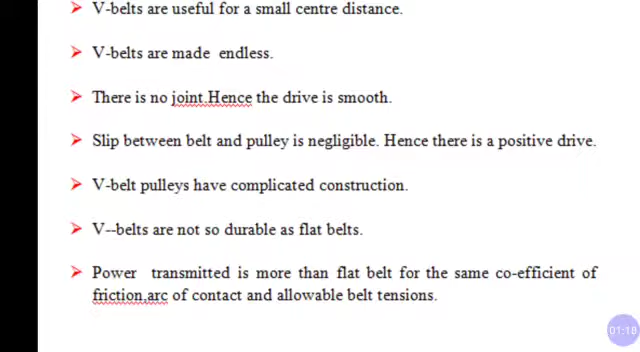 V-belts are useful for a small centre distance.
V-belts are made endless.
There is no joint.Hence the drive is smooth.
Slip between belt and pulley is negligible. Hence there is a positive drive.
V-belt pulleys have complicated construction.
V--belts are not so durable as flat belts.
Power transmitted is more than flat belt for the same co-efficient of
friction,arc of contact and allowable belt tensions.
01:19